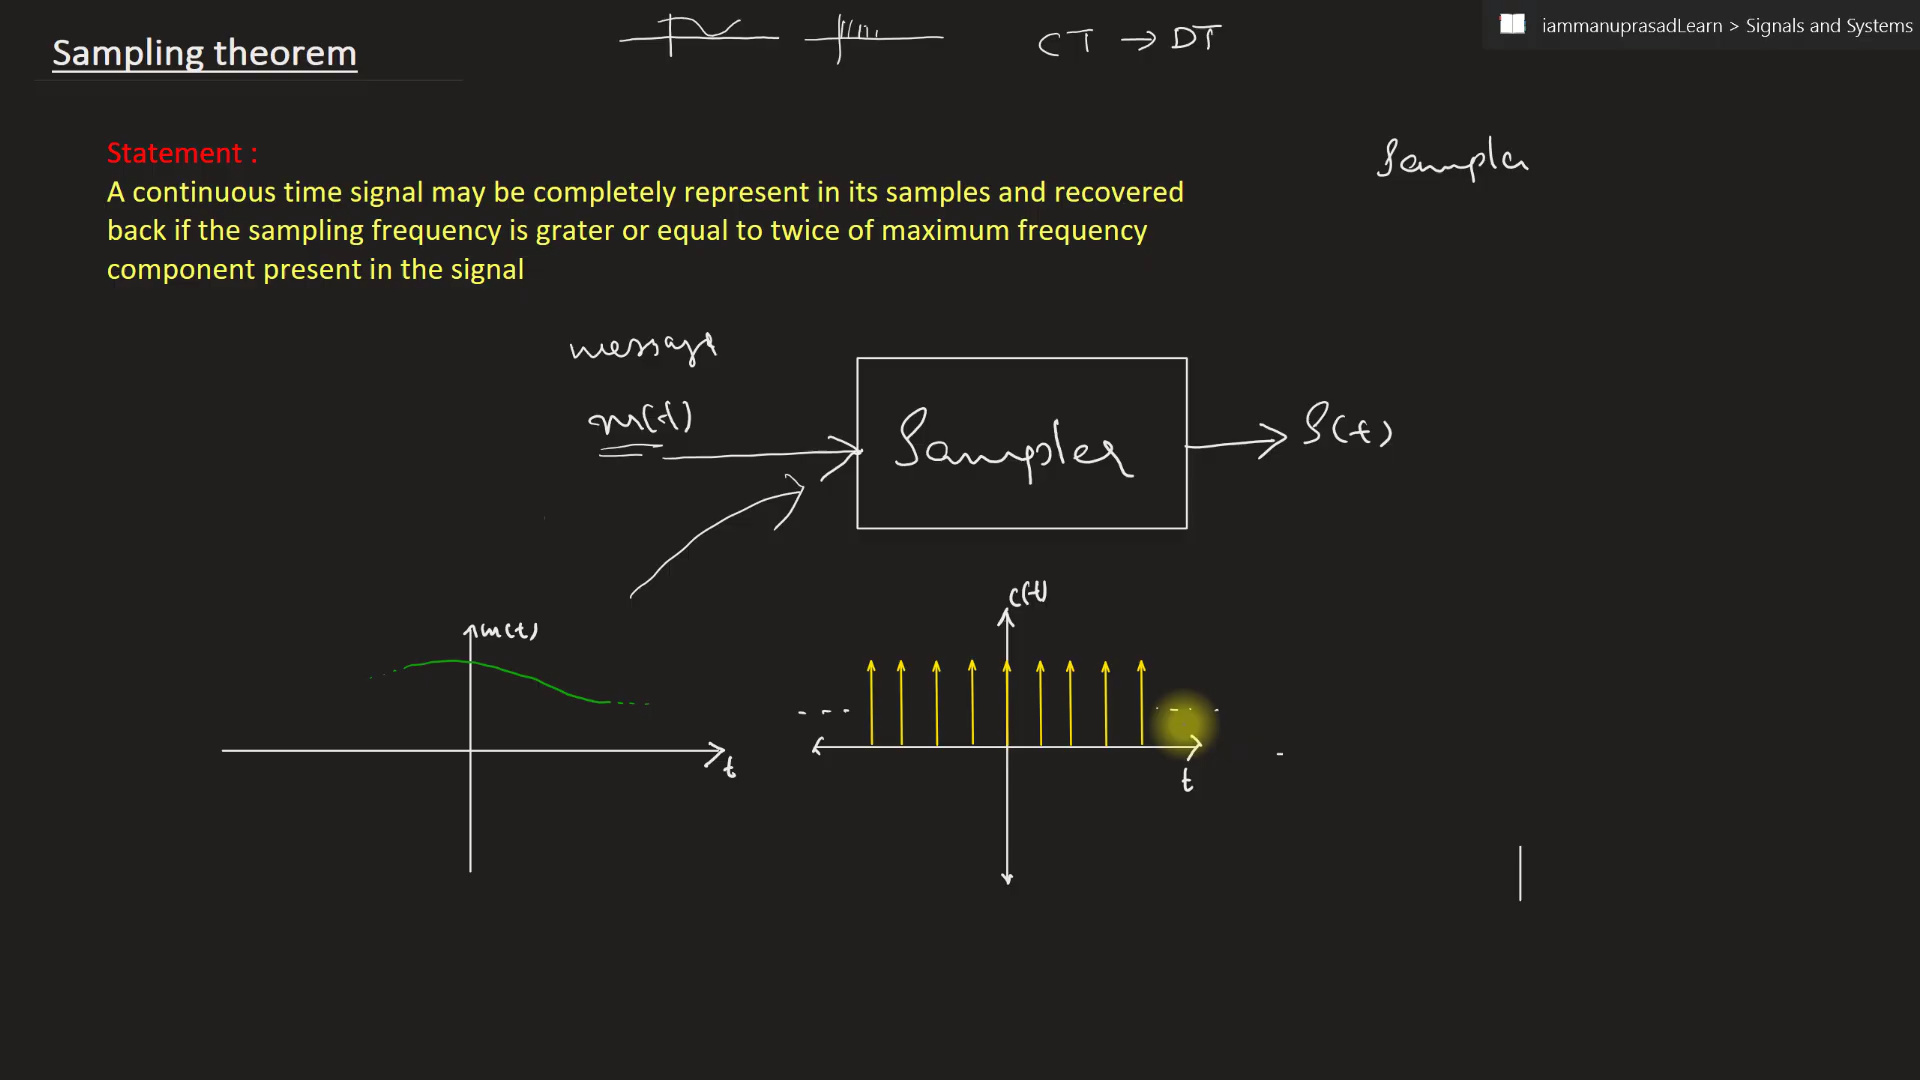 Sampling theorem
CT → DT
iammanuprasadLearn > Signals and Systems
Statement :
Sampler
A continuous time signal may be completely represent in its samples and recovered
back if the sampling frequency is grater or equal to twice of maximum frequency
component present in the signal
message
m(t)
Sampler
S(t)
m(t)
c(t)
t
t